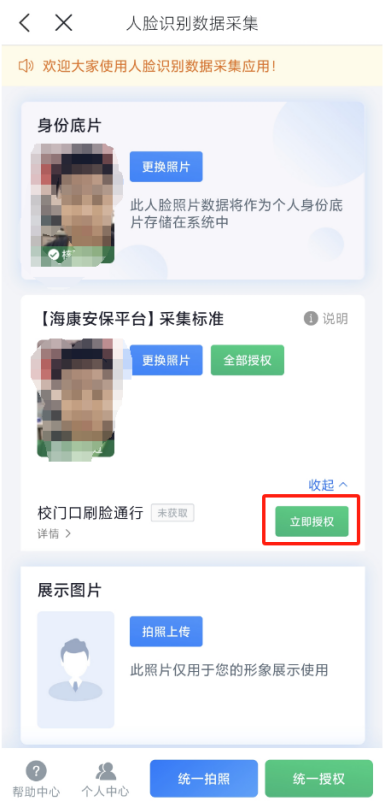 人脸识别数据采集
欢迎大家使用人脸识别数据采集应用!
身份底片
更换照片
此人脸照片数据将作为个人身份底
片存储在系统中
【海康安保平台】采集标准
说明
更换照片
全部授权
收起
校门口刷脸通行
未获取
立即授权
详情
展示图片
拍照上传
此照片仅用于您的形象展示使用
帮助中心
个人中心
统一拍照
统一授权